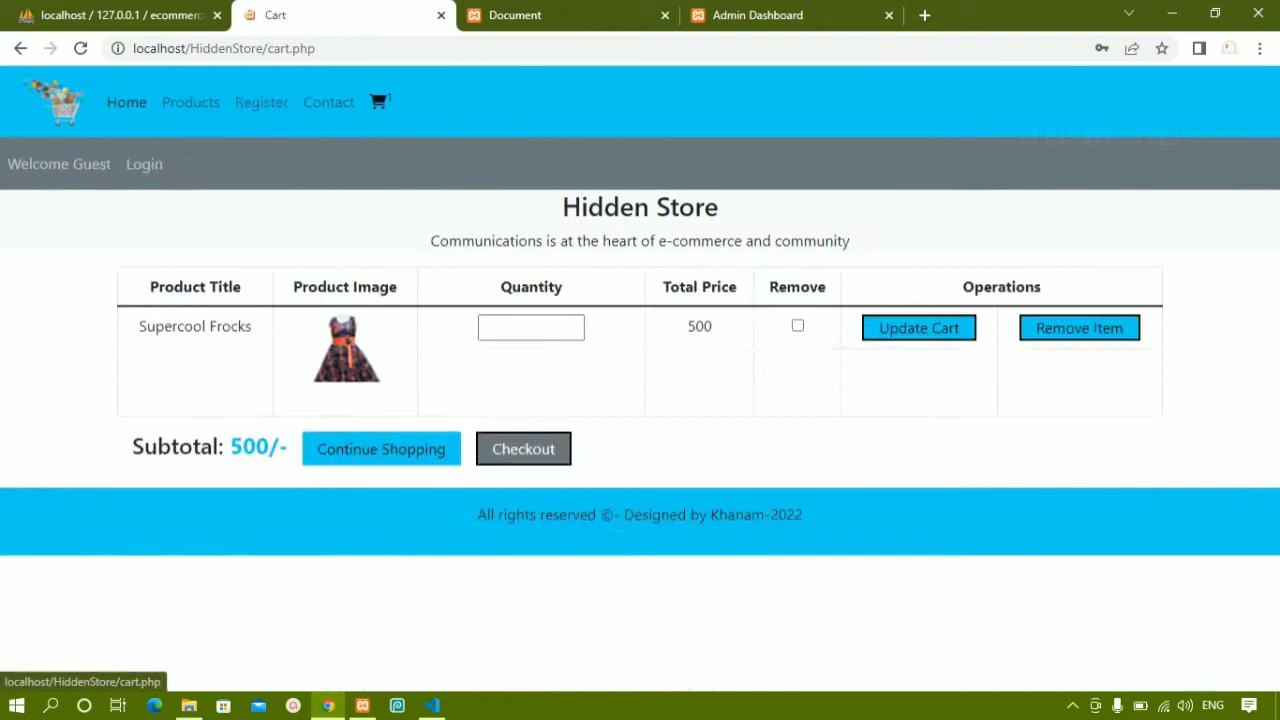 localhost / 127.0.0.1 / ecommerc
Cart
Document
Admin Dashboard
localhost/HiddenStore/cart.php
Home Products Register Contact 1
Welcome Guest Login
Hidden Store
Communications is at the heart of e-commerce and community
Product Title Product Image Quantity Total Price Remove Operations
Supercool Frocks 500 Update Cart Remove Item
Subtotal: 500/- Continue Shopping Checkout
All rights reserved ©- Designed by Khanam-2022
localhost/HiddenStore/cart.php
ENG